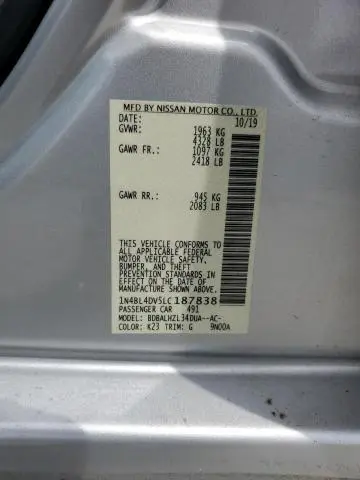 MFD BY NISSAN MOTOR CO., LTD.
DATE: 10/19
GVWR: 1963 KG
4328 LB
GAWR FR.: 1097 KG
2418 LB
GAWR RR.: 945 KG
2083 LB
THIS VEHICLE CONFORMS
TO ALL APPLICABLE FEDERAL
MOTOR VEHICLE SAFETY,
BUMPER, AND THEFT
PREVENTION STANDARDS IN
EFFECT ON THE DATE OF
MANUFACTURE SHOWN ABOVE.
1N4BL4DV5LC187838
PASSENGER CAR 491
MODEL: BDBALHZL34DUA--AC-
COLOR: K23 TRIM: G 9N00A